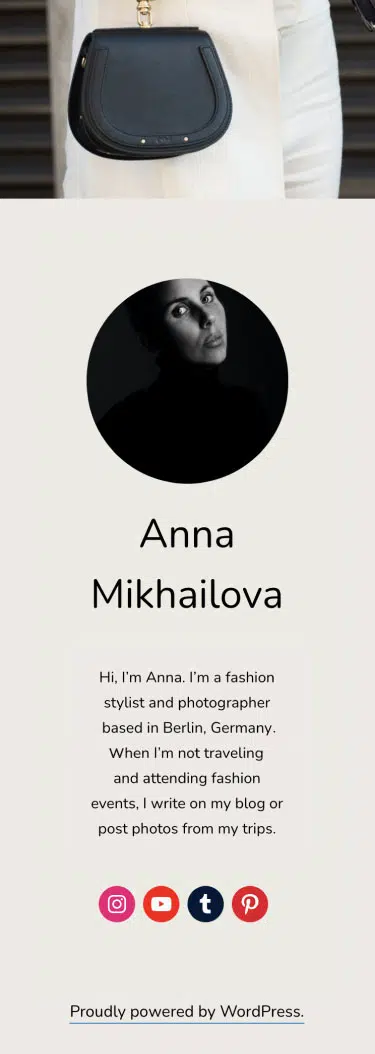 Anna
Mikhailova
Hi, I'm Anna. I'm a fashion
stylist and photographer
based in Berlin, Germany.
When I'm not traveling
and attending fashion
events, I write on my blog or
post photos from my trips.
Proudly powered by WordPress.